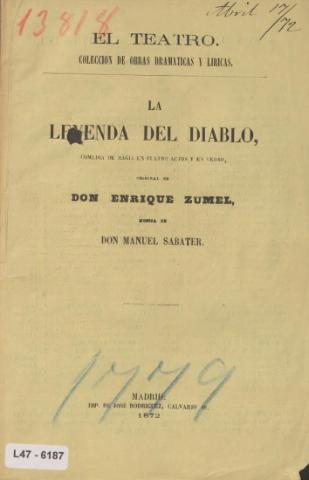 13818
Abril 17/72
EL TEATRO.
COLECCION DE OBRAS DRAMATICAS Y LIRICAS.
LA
LEYENDA DEL DIABLO,
COMEDIA DE MAGIA EN CUATRO ACTOS Y EN VERSO,
ORIGINAL DE
DON ENRIQUE ZUMEL,
MUSICA DE
DON MANUEL SABATER.
1779
MADRID:
IMP. DE JOSÉ RODRIGUEZ, CALVARIO 18.
1872
L47 - 6187